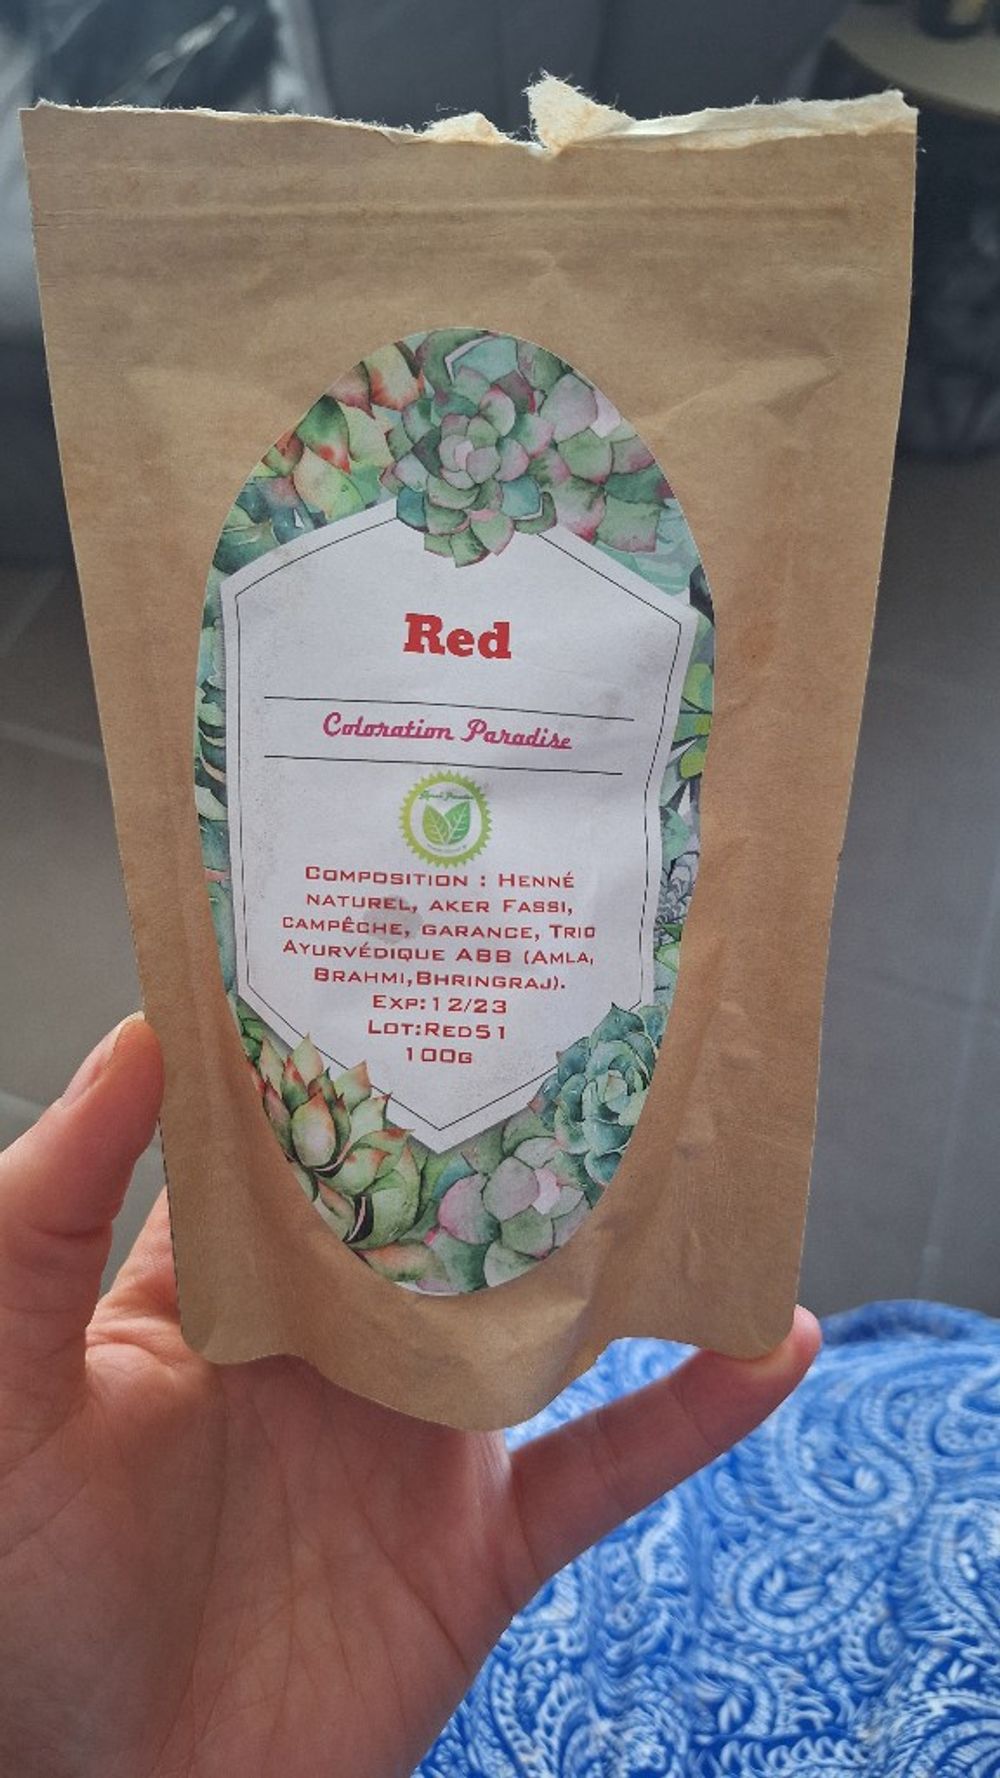 Red
Coloration Paradise
Composition : Henné
naturel, aker Fassi,
campêche, garance, Trio
Ayurvédique ABB (Amla,
Brahmi,Bhringraj).
Exp:12/23
Lot:Red51
100g